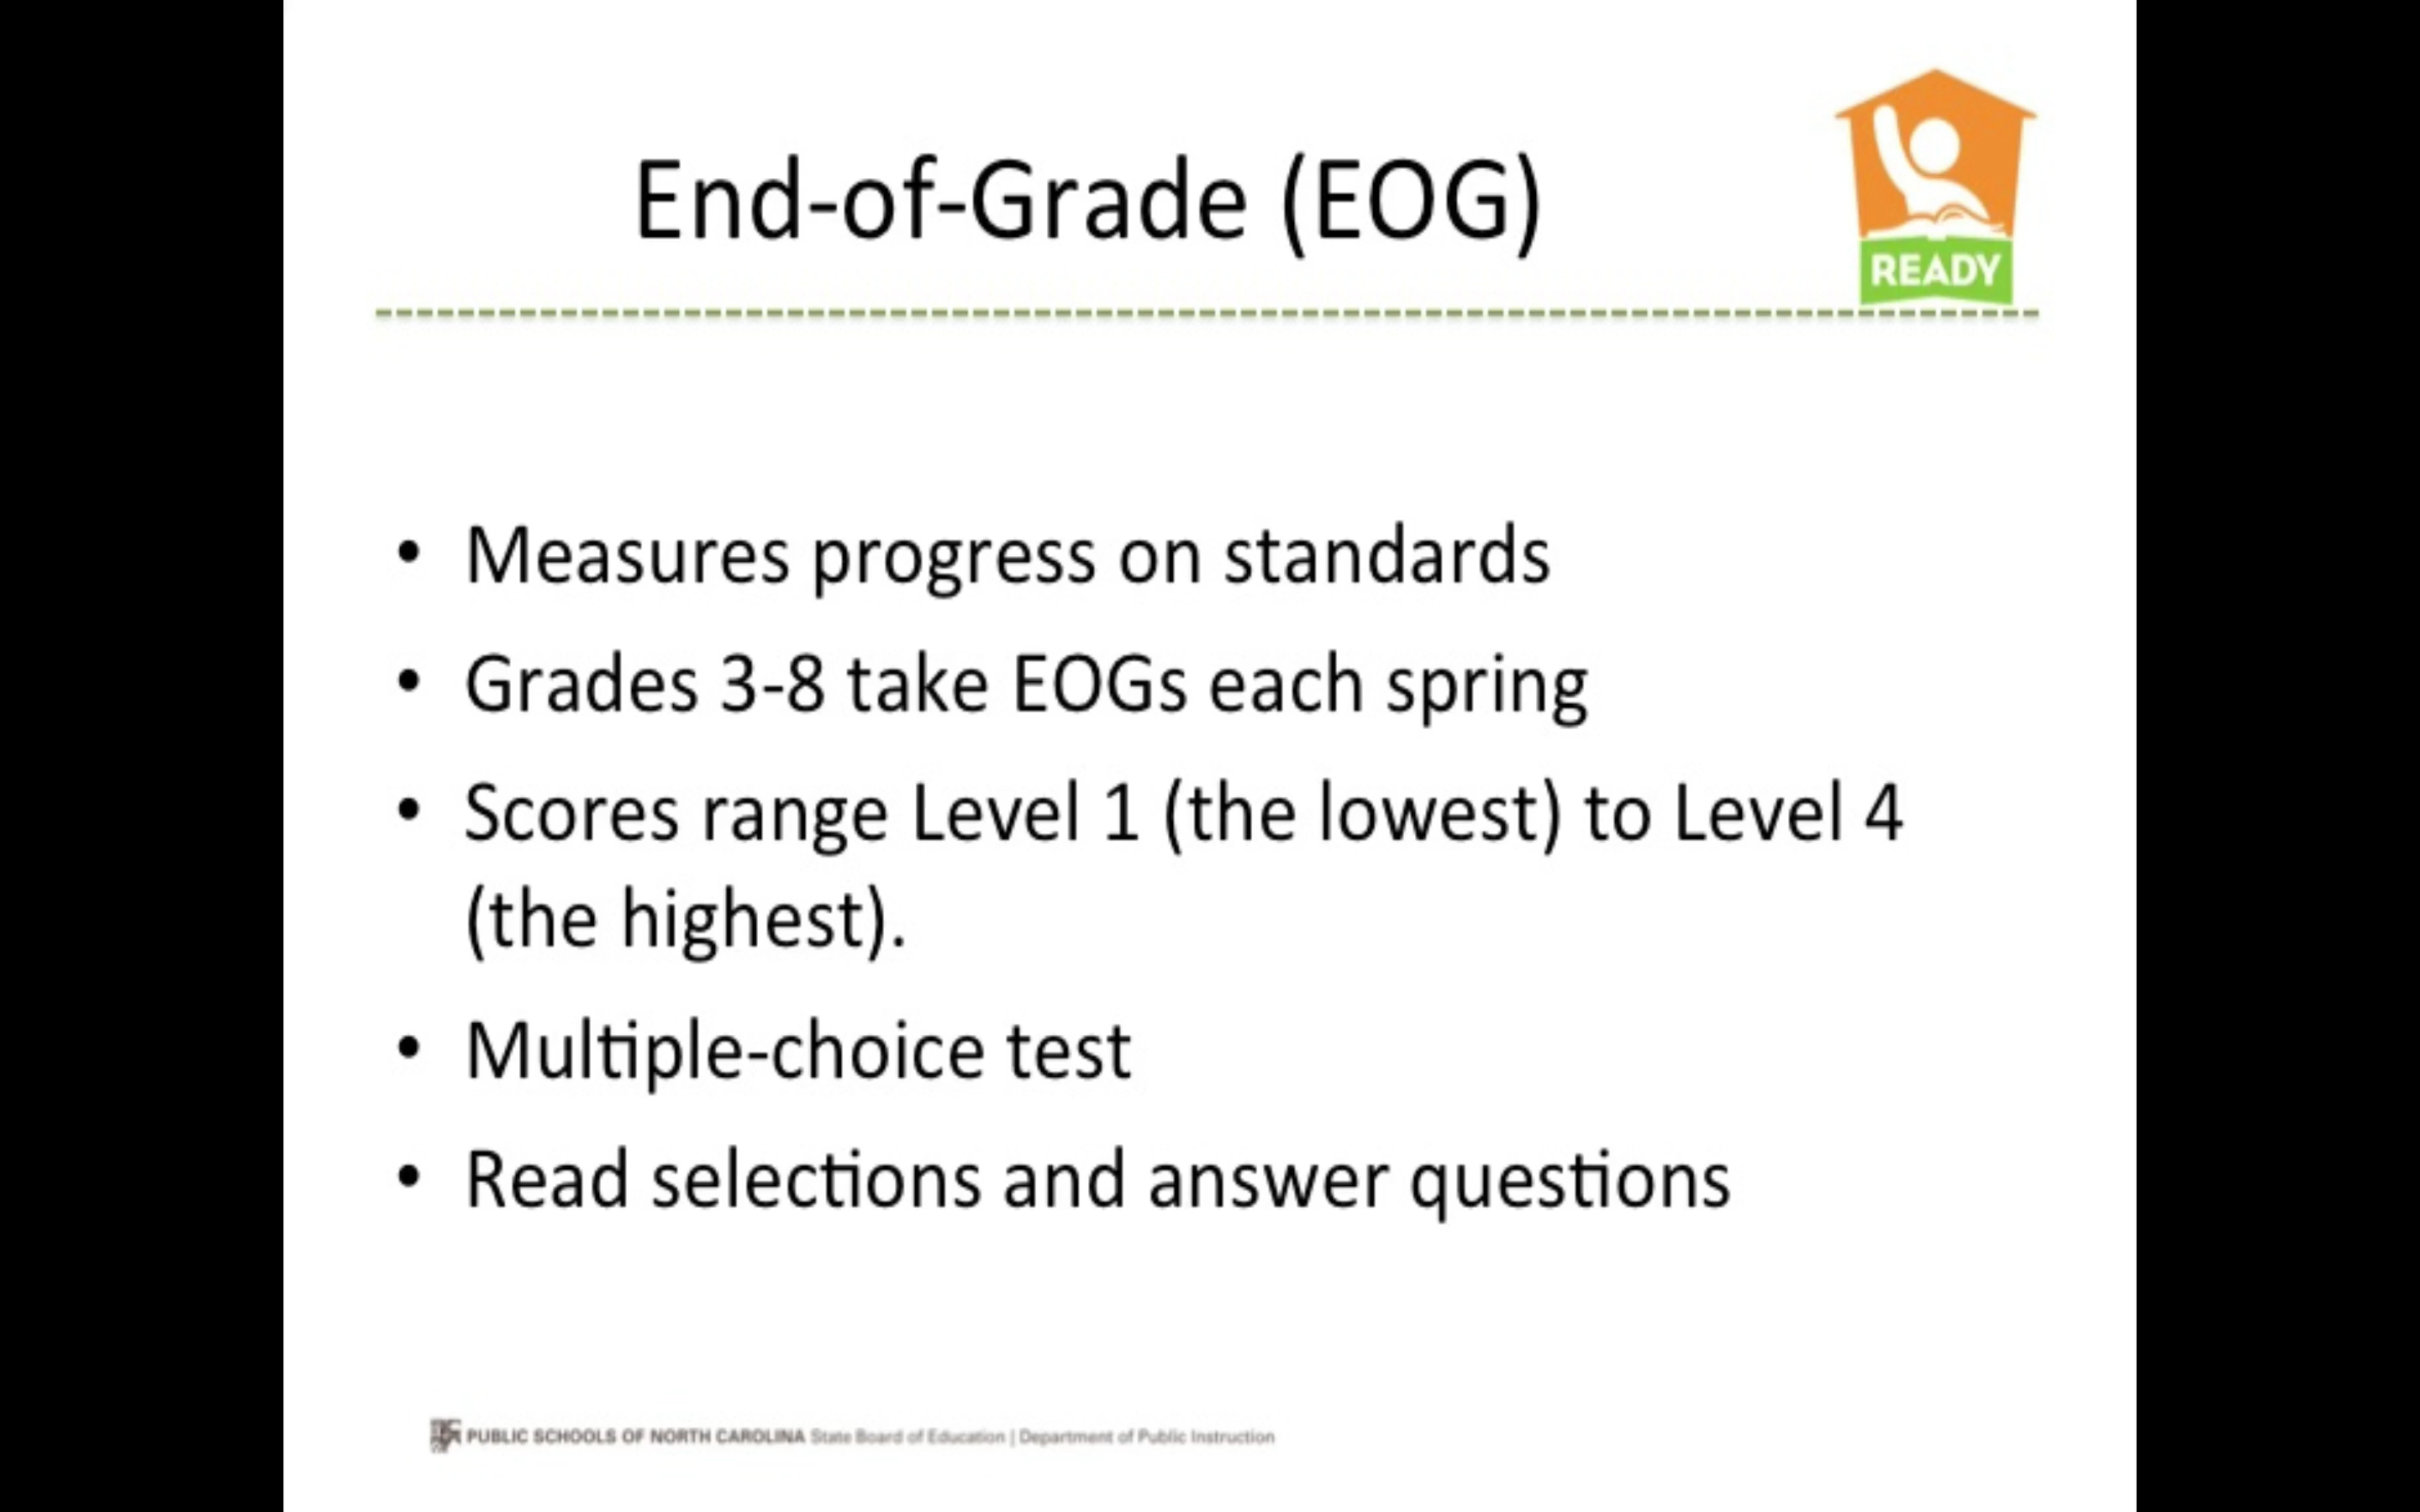 End-of-Grade (EOG)
READY
• Measures progress on standards
• Grades 3-8 take EOGs each spring
• Scores range Level 1 (the lowest) to Level 4
(the highest).
• Multiple-choice test
• Read selections and answer questions
PUBLIC SCHOOLS OF NORTH CAROLINA State Board of Education | Department of Public Instruction